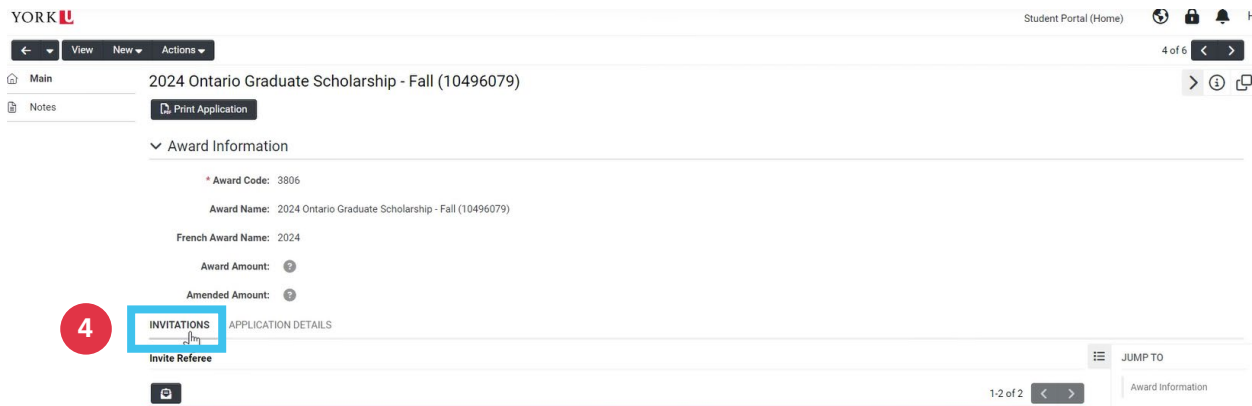 YORK U
Student Portal (Home)
View New Actions
4 of 6
Main
2024 Ontario Graduate Scholarship - Fall (10496079)
Notes
Print Application
Award Information
* Award Code: 3806
Award Name: 2024 Ontario Graduate Scholarship - Fall (10496079)
French Award Name: 2024
Award Amount: ?
Amended Amount: ?
4
INVITATIONS APPLICATION DETAILS
Invite Referee
JUMP TO
1-2 of 2
Award Information